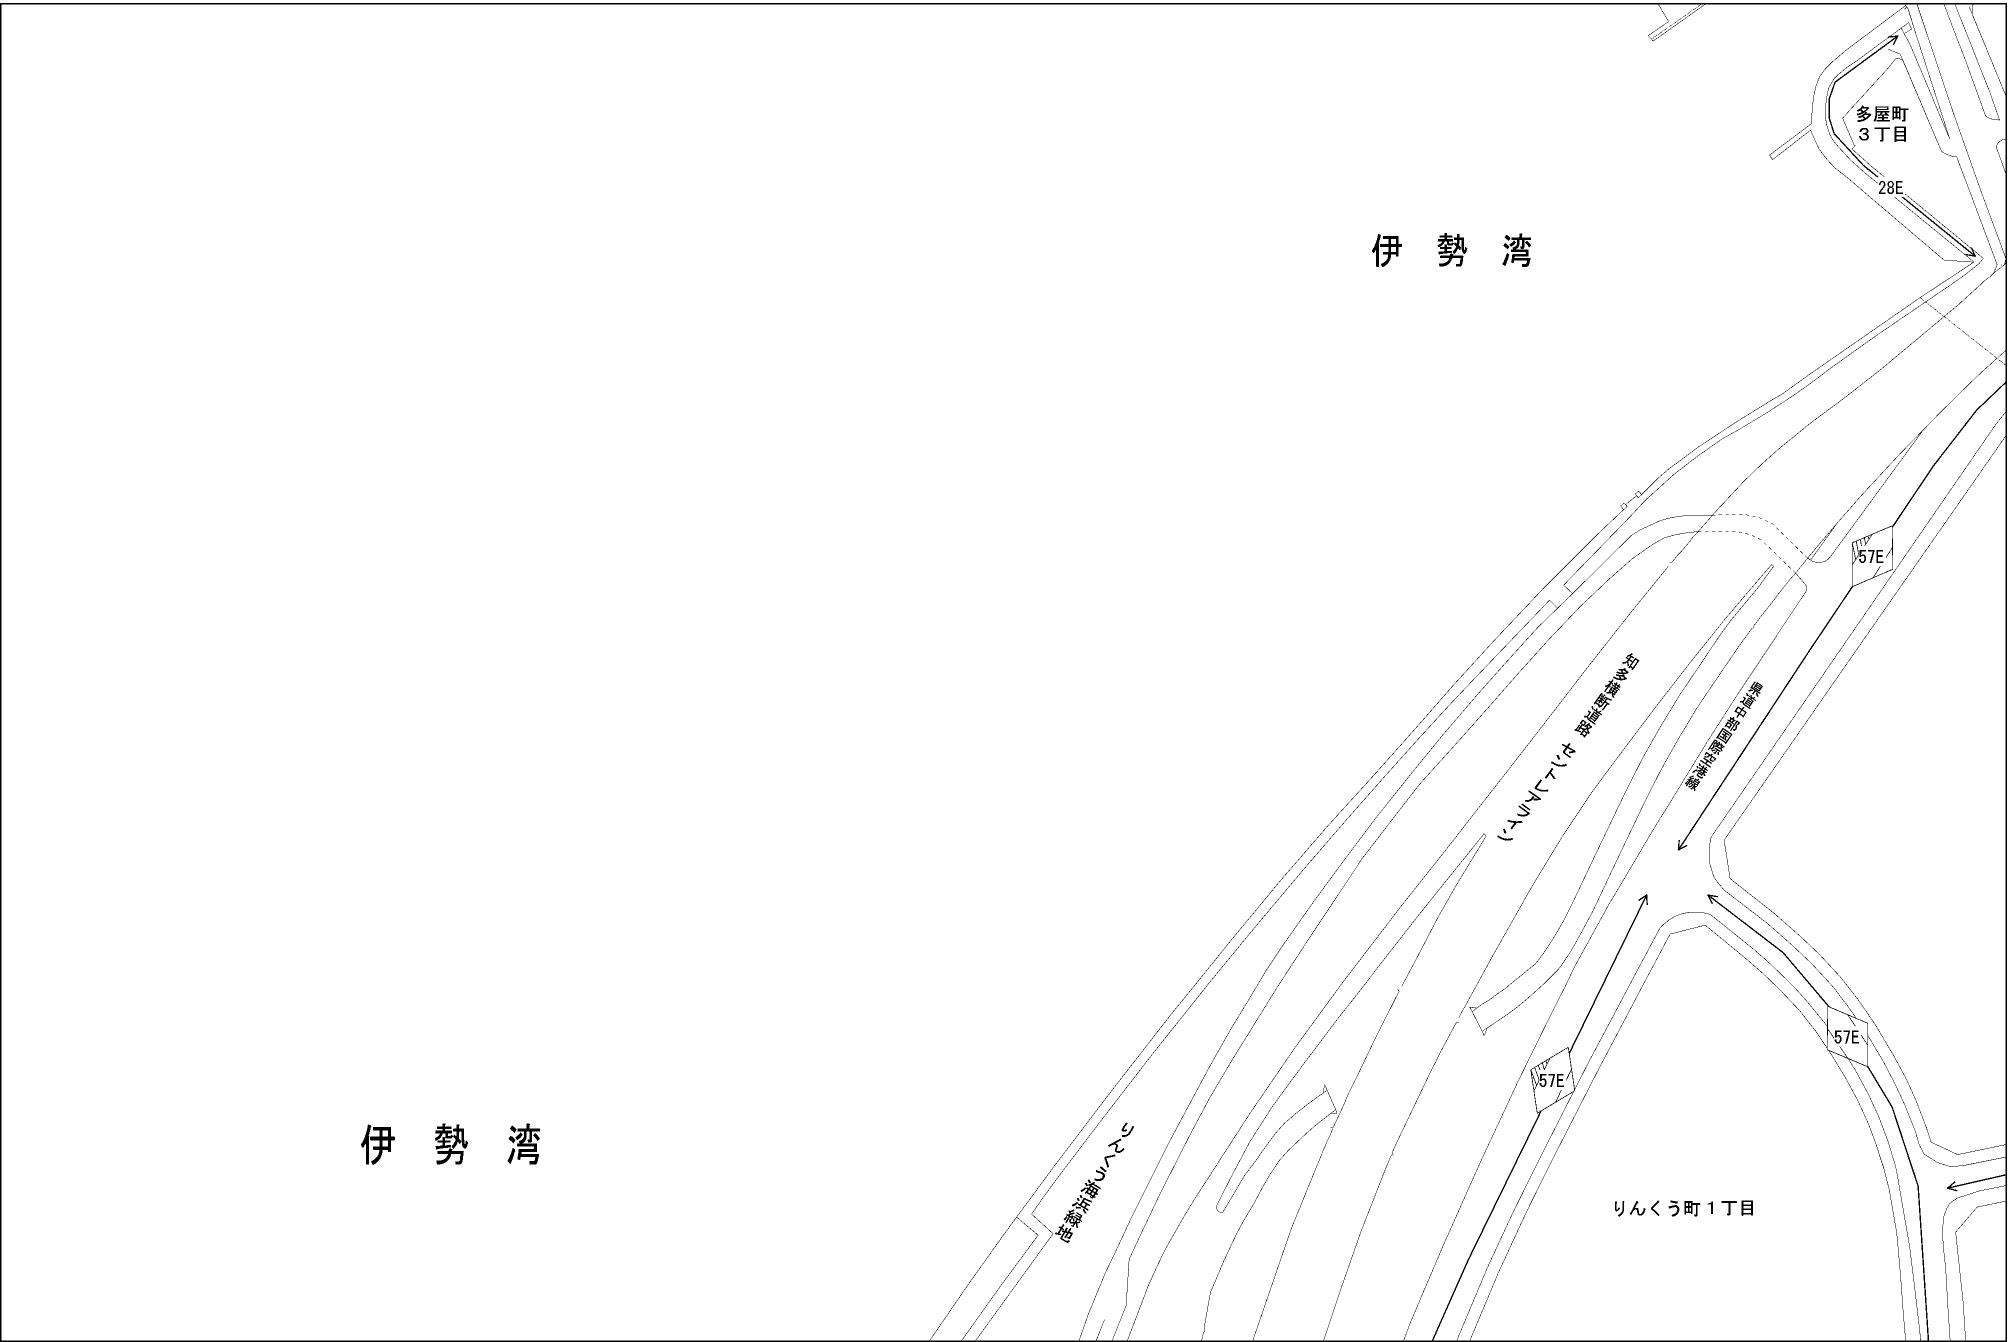 多屋町
3丁目
28E
伊勢湾
57E
知多横断道路 セントレアライン
県道中部国際空港線
57E
57E
りんくう海浜緑地
伊勢湾
りんくう町1丁目